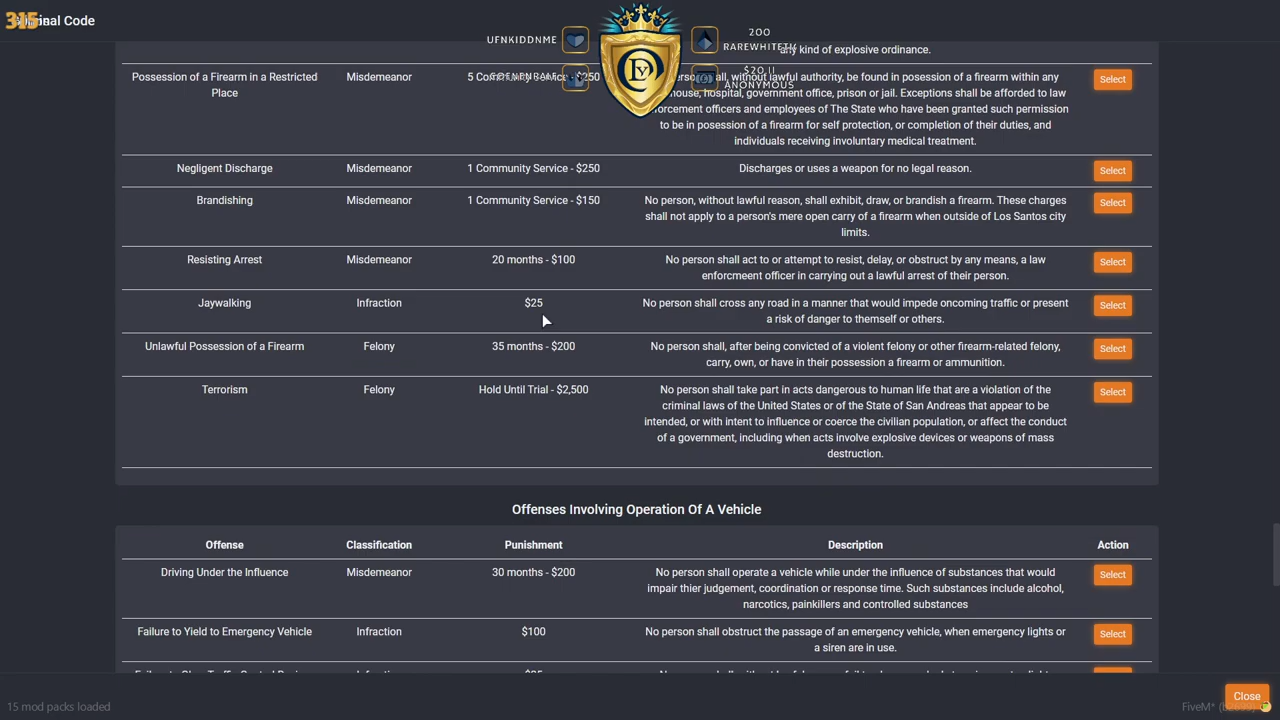 315
minal Code
UFNKIDDNME
200
RAREWHITETV
$20 II
ANONYMOUS
any kind of explosive ordinance.
Possession of a Firearm in a Restricted Misdemeanor 5 Com $250 without lawful authority, be found in posession of a firearm within any Select
Place house, hospital, government office, prison or jail. Exceptions shall be afforded to law
forcement officers and employees of The State who have been granted such permission
to be in posession of a firearm for self protection, or completion of their duties, and
individuals receiving involuntary medical treatment.
Negligent Discharge Misdemeanor 1 Community Service - $250 Discharges or uses a weapon for no legal reason. Select
Brandishing Misdemeanor 1 Community Service - $150 No person, without lawful reason, shall exhibit, draw, or brandish a firearm. These charges Select
shall not apply to a person's mere open carry of a firearm when outside of Los Santos city
limits.
Resisting Arrest Misdemeanor 20 months - $100 No person shall act to or attempt to resist, delay, or obstruct by any means, a law Select
enforcment officer in carrying out a lawful arrest of their person.
Jaywalking Infraction $25 No person shall cross any road in a manner that would impede oncoming traffic or present Select
a risk of danger to themself or others.
Unlawful Possession of a Firearm Felony 35 months - $200 No person shall, after being convicted of a violent felony or other firearm-related felony, Select
carry, own, or have in their possession a firearm or ammunition.
Terrorism Felony Hold Until Trial - $2,500 No person shall take part in acts dangerous to human life that are a violation of the Select
criminal laws of the United States or of the State of San Andreas that appear to be
intended, or with intent to influence or coerce the civilian population, or affect the conduct
of a government, including when acts involve explosive devices or weapons of mass
destruction.
Offenses Involving Operation Of A Vehicle
Offense Classification Punishment Description Action
Driving Under the Influence Misdemeanor 30 months - $200 No person shall operate a vehicle while under the influence of substances that would Select
impair thier judgement, coordination or response time. Such substances include alcohol,
narcotics, painkillers and controlled substances
Failure to Yield to Emergency Vehicle Infraction $100 No person shall obstruct the passage of an emergency vehicle, when emergency lights or Select
a siren are in use.
Close
15 mod packs loaded
FiveM*